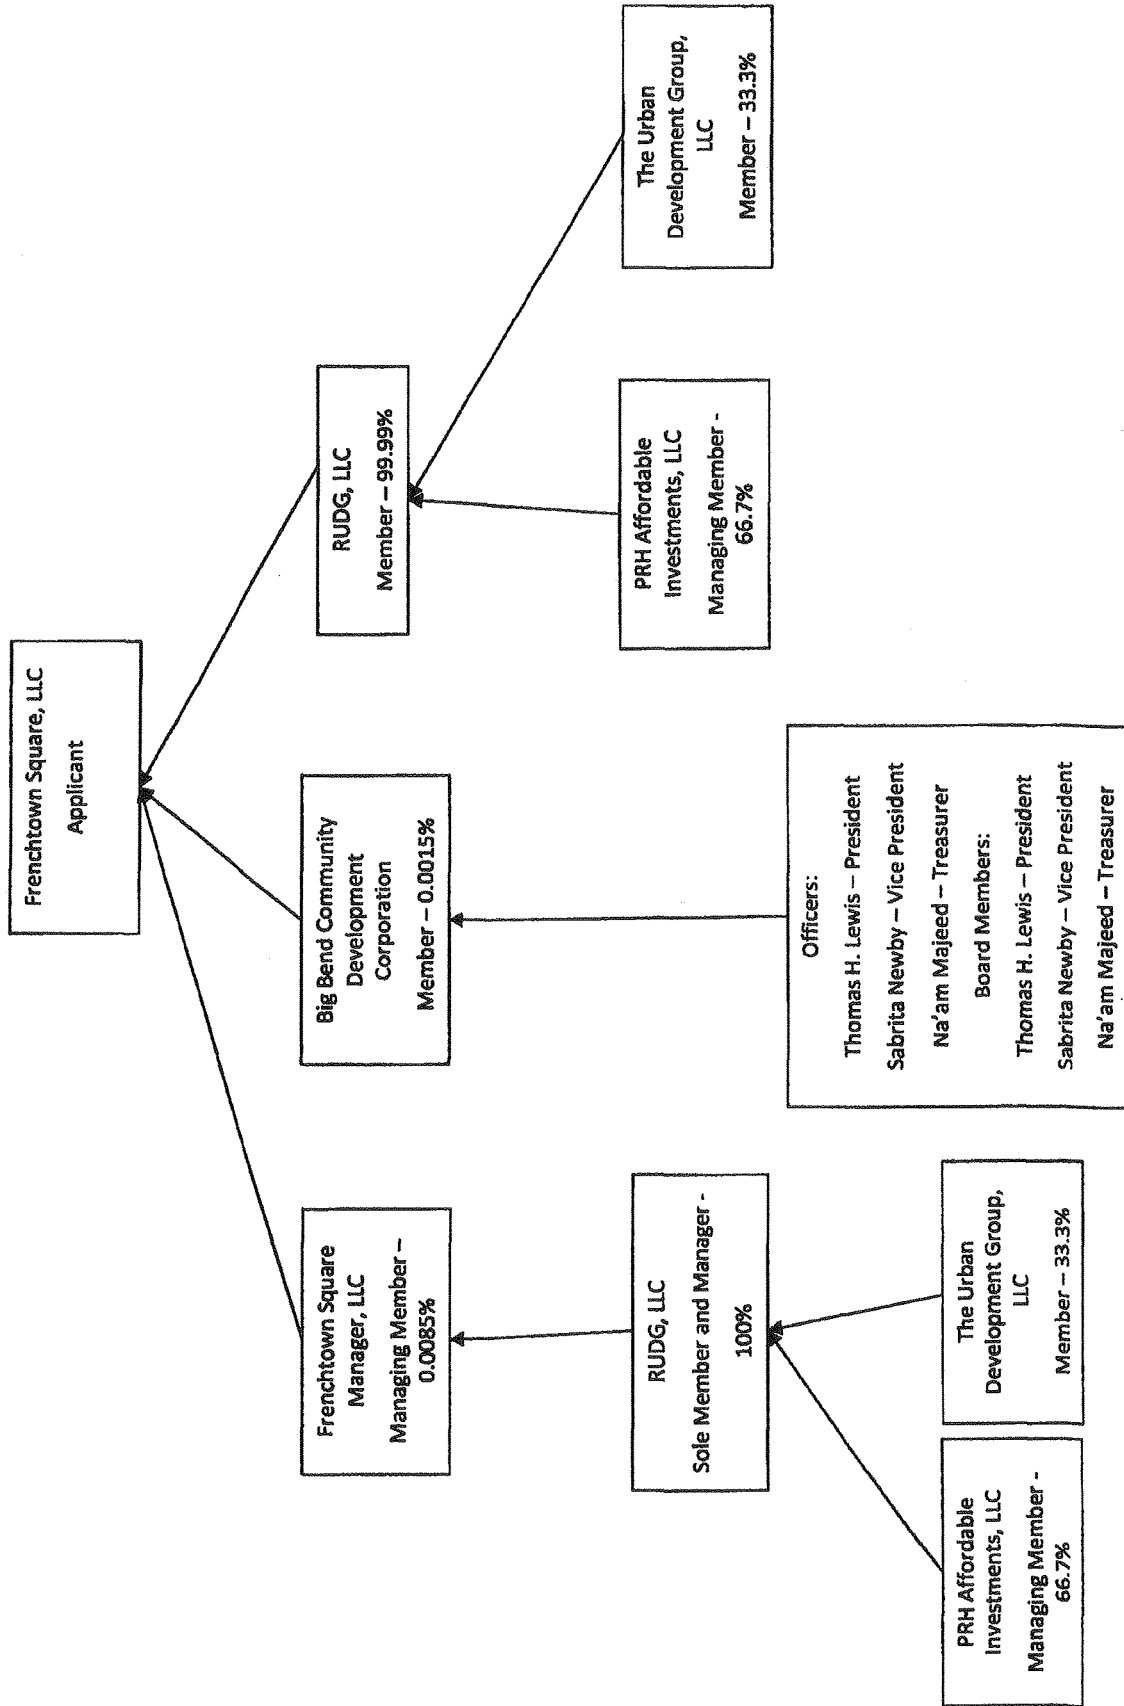 Frenchtown Square, LLC
Applicant
Frenchtown Square
Manager, LLC
Managing Member –
0.0085%
Big Bend Community
Development
Corporation
Member – 0.0015%
RUDG, LLC
Member – 99.99%
RUDG, LLC
Sole Member and Manager -
100%
PRH Affordable
Investments, LLC
Managing Member -
66.7%
The Urban
Development Group,
LLC
Member – 33.3%
Officers:
Thomas H. Lewis – President
Sabrita Newby – Vice President
Na'am Majeed – Treasurer
Board Members:
Thomas H. Lewis – President
Sabrita Newby – Vice President
Na'am Majeed – Treasurer
PRH Affordable
Investments, LLC
Managing Member -
66.7%
The Urban
Development Group,
LLC
Member – 33.3%